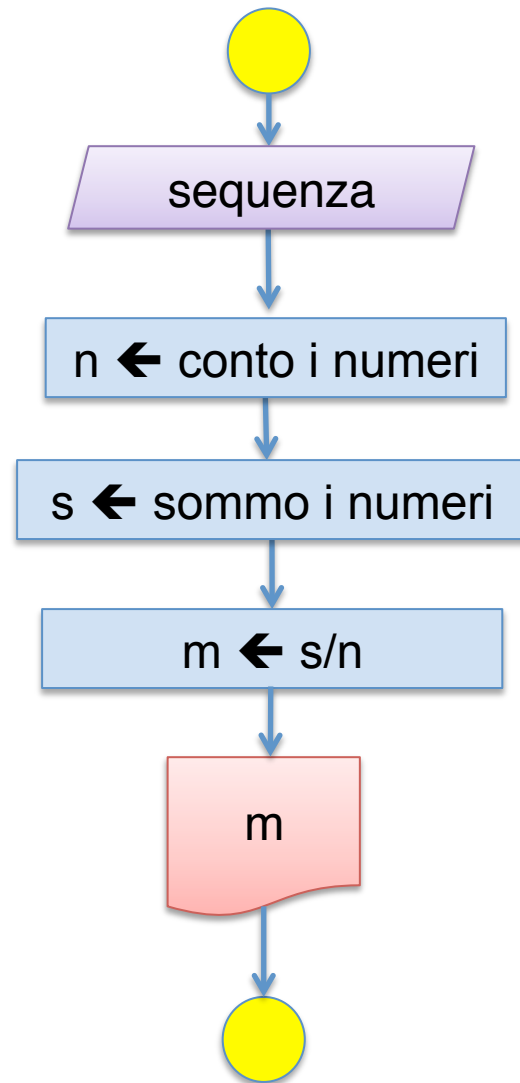 sequenza
n ← conto i numeri
s ← sommo i numeri
m ← s/n
m